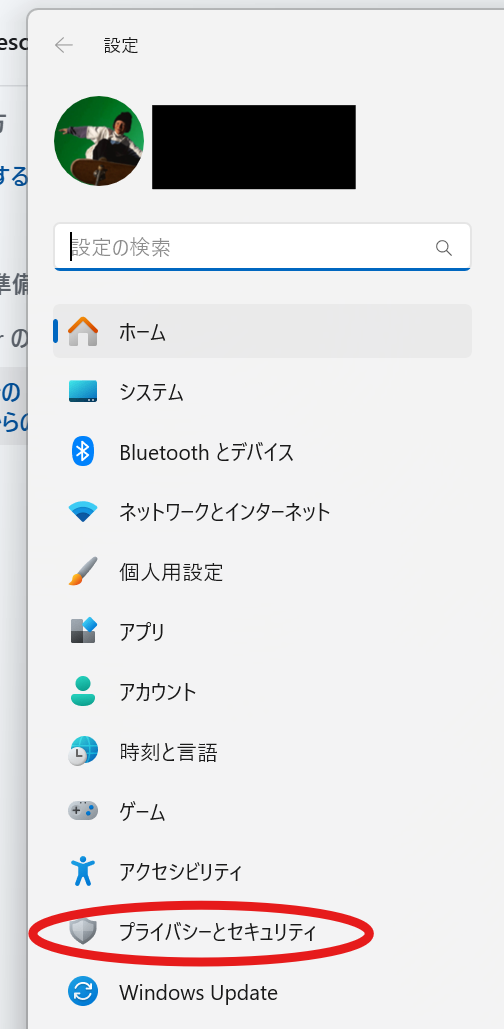 設定
設定の検索
ホーム
システム
Bluetooth とデバイス
ネットワークとインターネット
個人用設定
アプリ
アカウント
時刻と言語
ゲーム
アクセシビリティ
プライバシーとセキュリティ
Windows Update
esc
する
準備
の
の
からの